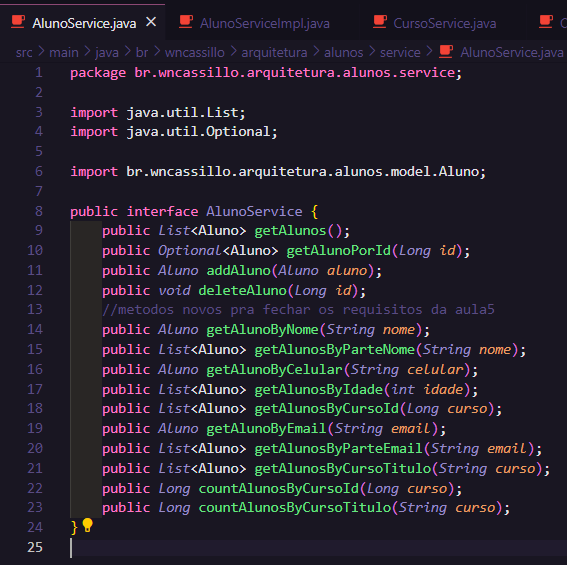 AlunoService.java × AlunoServiceImpl.java CursoService.java C
src > main > java > br > wncassillo > arquitetura > alunos > service > AlunoService.java
1 package br.wncassillo.arquitetura.alunos.service;
2
3 import java.util.List;
4 import java.util.Optional;
5
6 import br.wncassillo.arquitetura.alunos.model.Aluno;
7
8 public interface AlunoService {
9 public List<Aluno> getAlunos();
10 public Optional<Aluno> getAlunoPorId(Long id);
11 public Aluno addAluno(Aluno aluno);
12 public void deleteAluno(Long id);
13 //metodos novos pra fechar os requisitos da aula5
14 public Aluno getAlunoByNome(String nome);
15 public List<Aluno> getAlunosByParteNome(String nome);
16 public Aluno getAlunoByCelular(String celular);
17 public List<Aluno> getAlunosByIdade(int idade);
18 public List<Aluno> getAlunosByCursoId(Long curso);
19 public Aluno getAlunoByEmail(String email);
20 public List<Aluno> getAlunosByParteEmail(String email);
21 public List<Aluno> getAlunosByCursoTitulo(String curso);
22 public Long countAlunosByCursoId(Long curso);
23 public Long countAlunosByCursoTitulo(String curso);
24 }
25